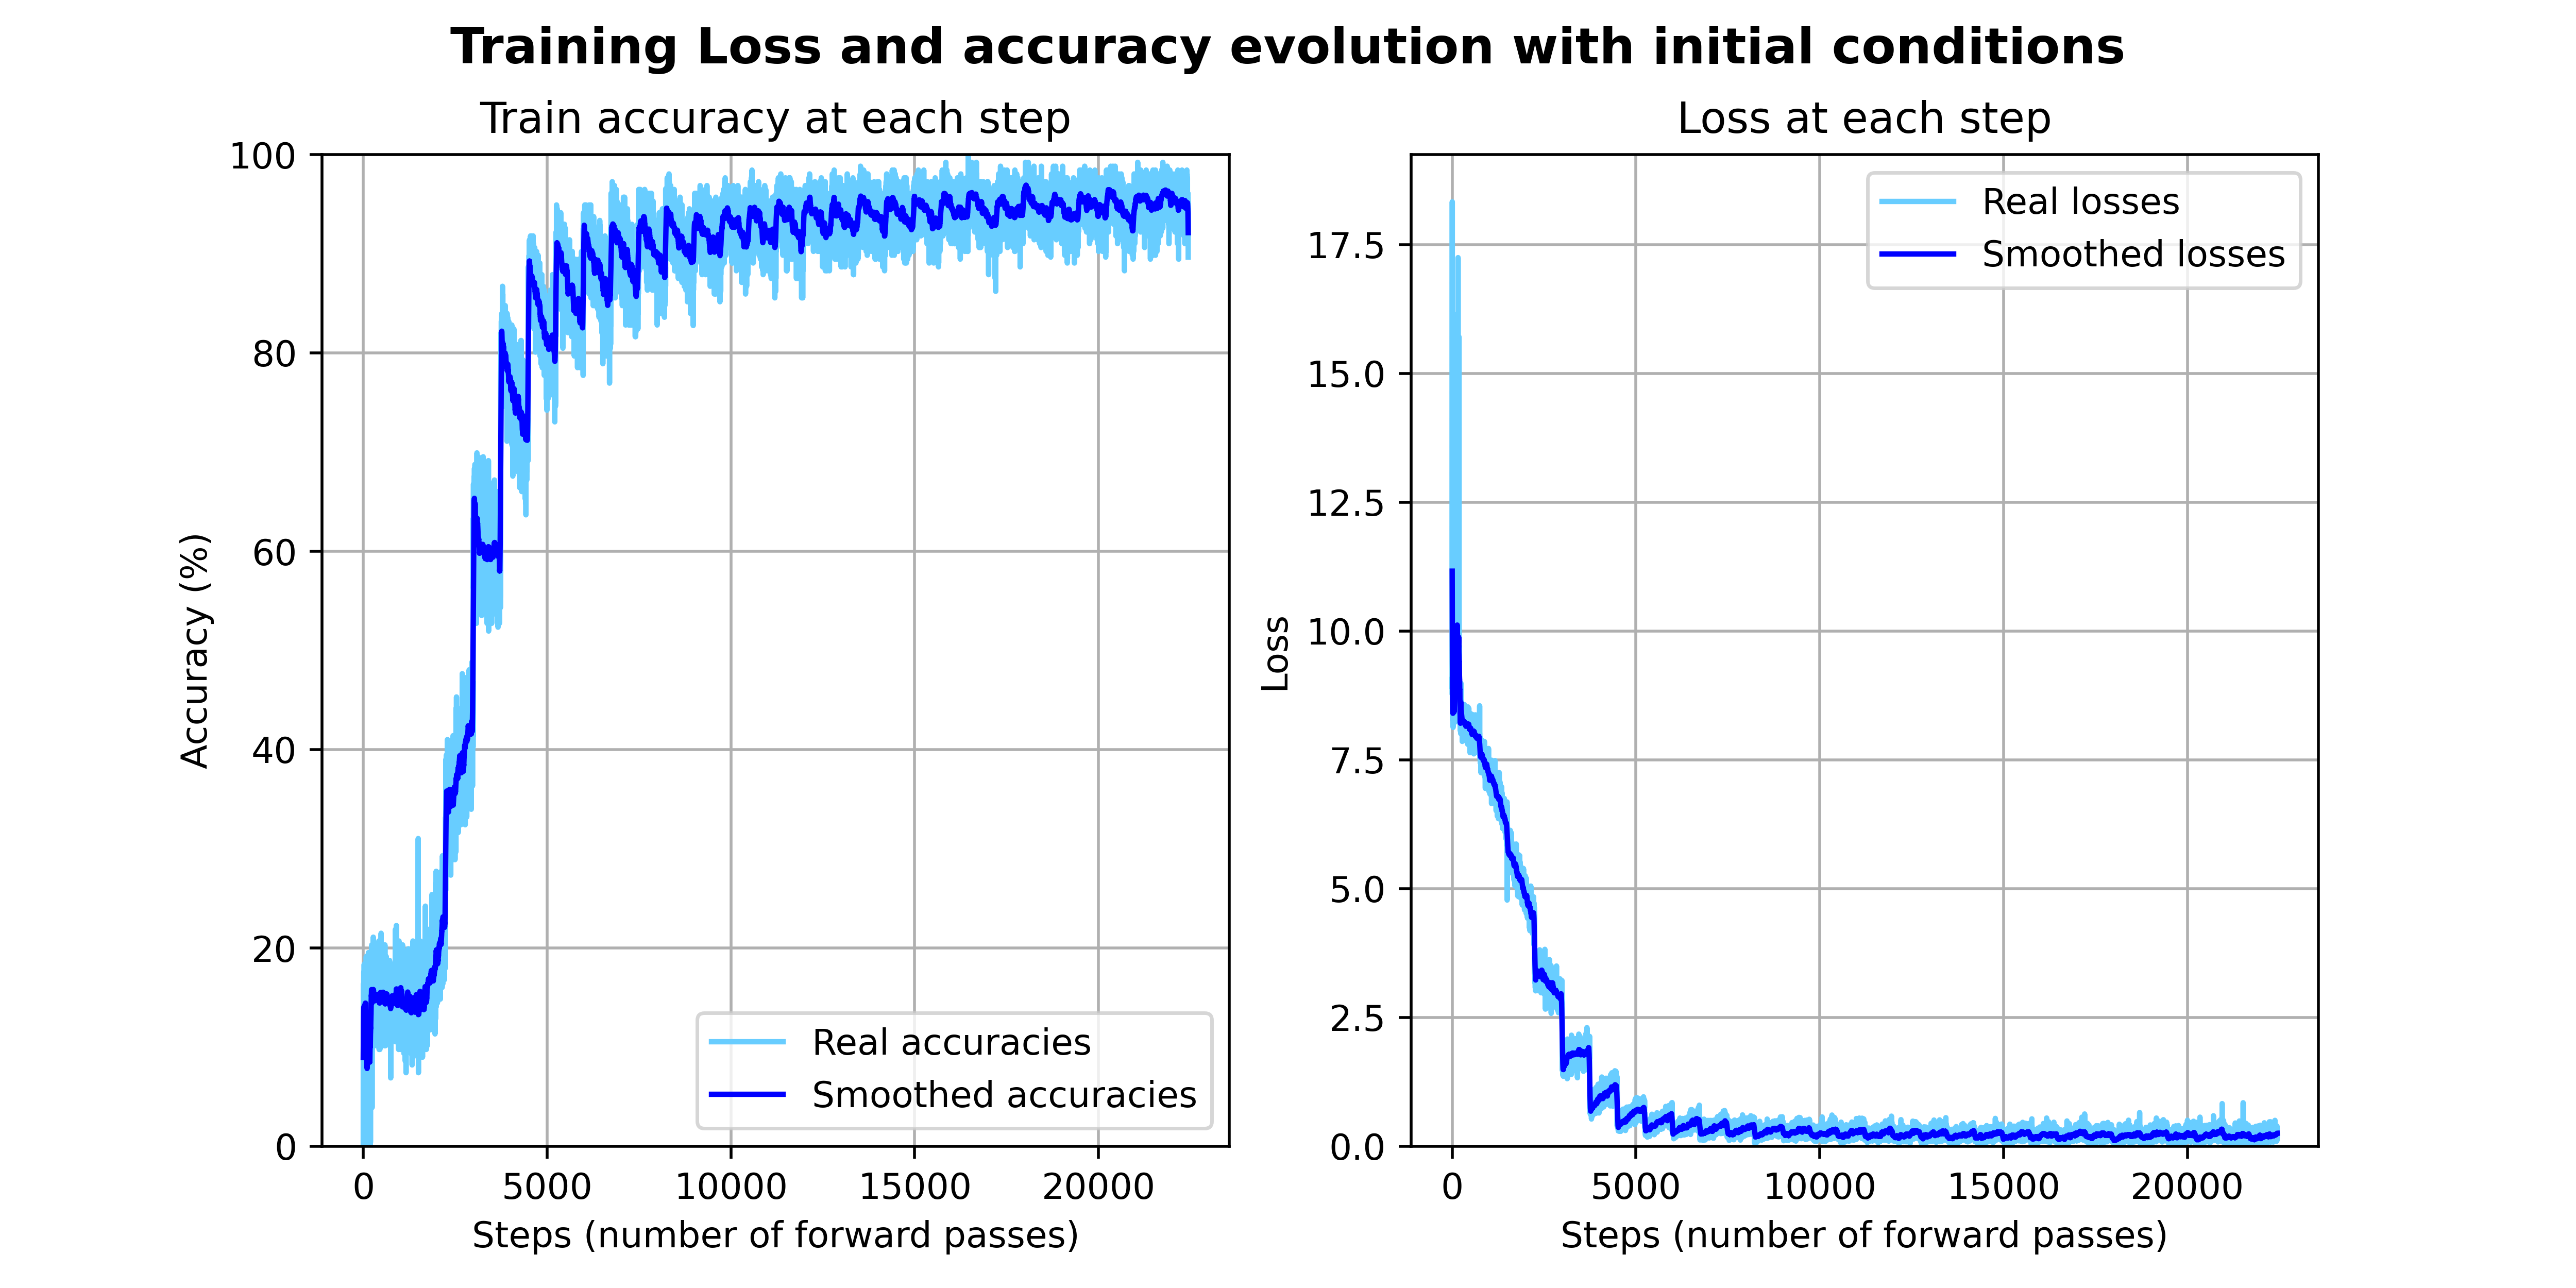 Training Loss and accuracy evolution with initial conditions
Train accuracy at each step
100
80
60
40
20
0
Accuracy (%)
Real accuracies
Smoothed accuracies
0 5000 10000 15000 20000
Steps (number of forward passes)
Loss at each step
17.5
15.0
12.5
10.0
7.5
5.0
2.5
0.0
Loss
Real losses
Smoothed losses
0 5000 10000 15000 20000
Steps (number of forward passes)